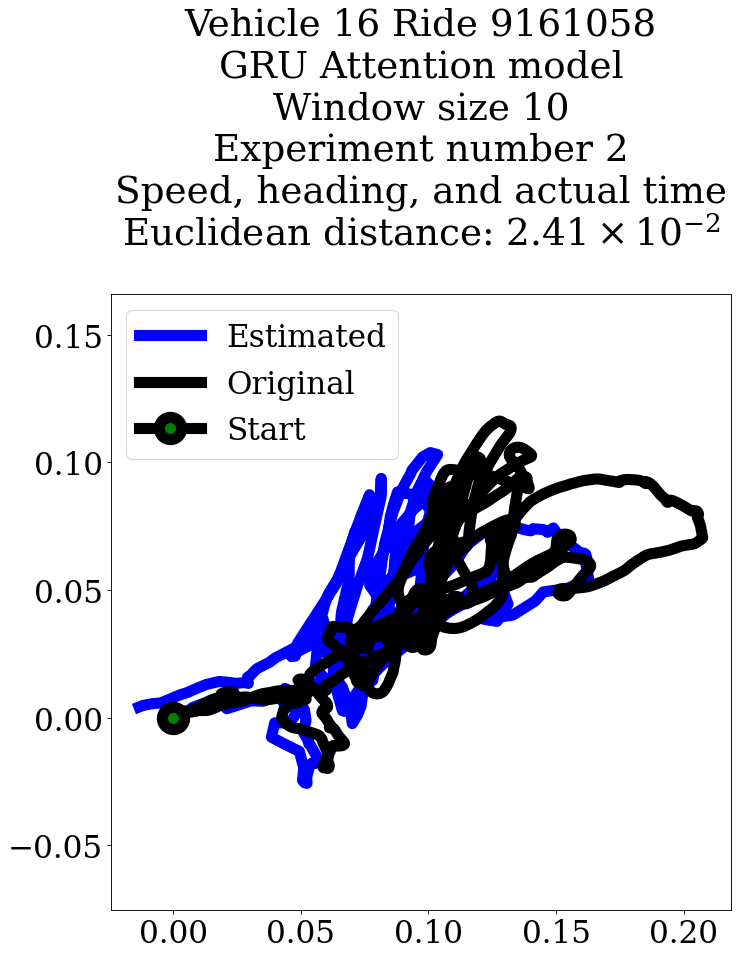 Vehicle 16 Ride 9161058
GRU Attention model
Window size 10
Experiment number 2
Speed, heading, and actual time
Euclidean distance: 2.41 × 10⁻²
Estimated
Original
Start
0.15
0.10
0.05
0.00
−0.05
0.00 0.05 0.10 0.15 0.20